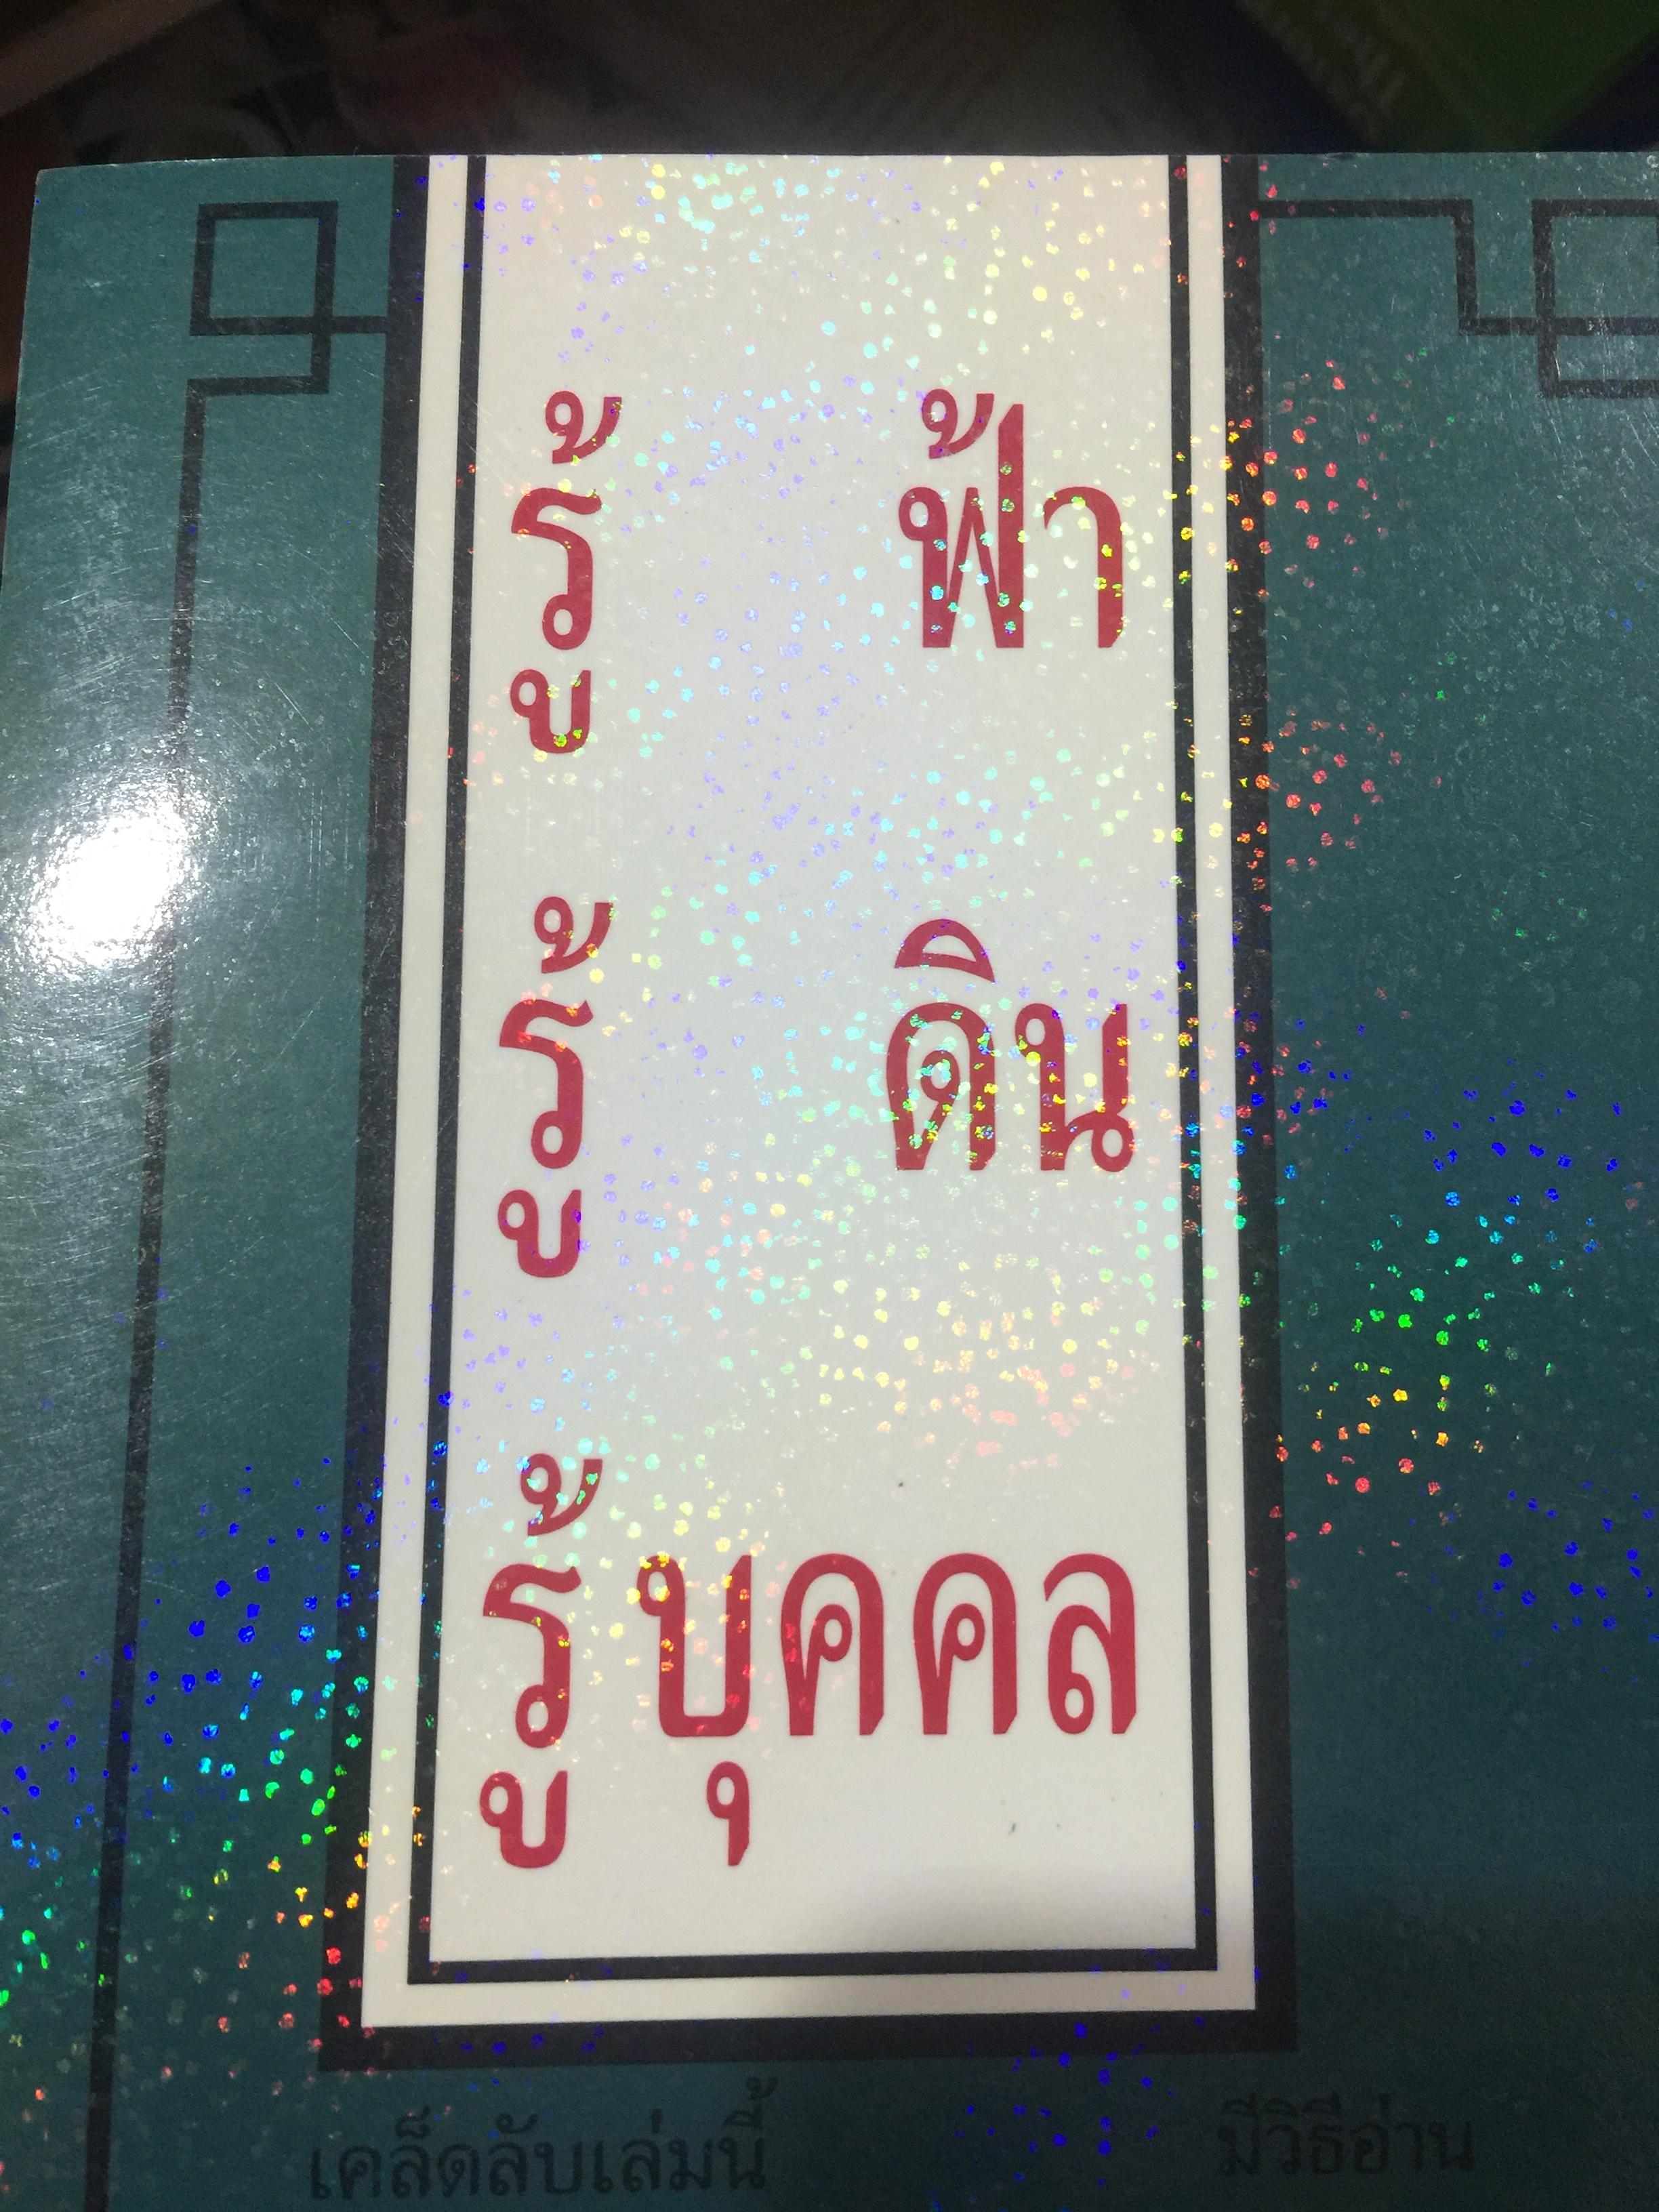 รู้ ฟ้า
รู้ ดิน
รู้ บุคคล
เคล็ดลับเล่มนี้ มีวิธีอ่าน